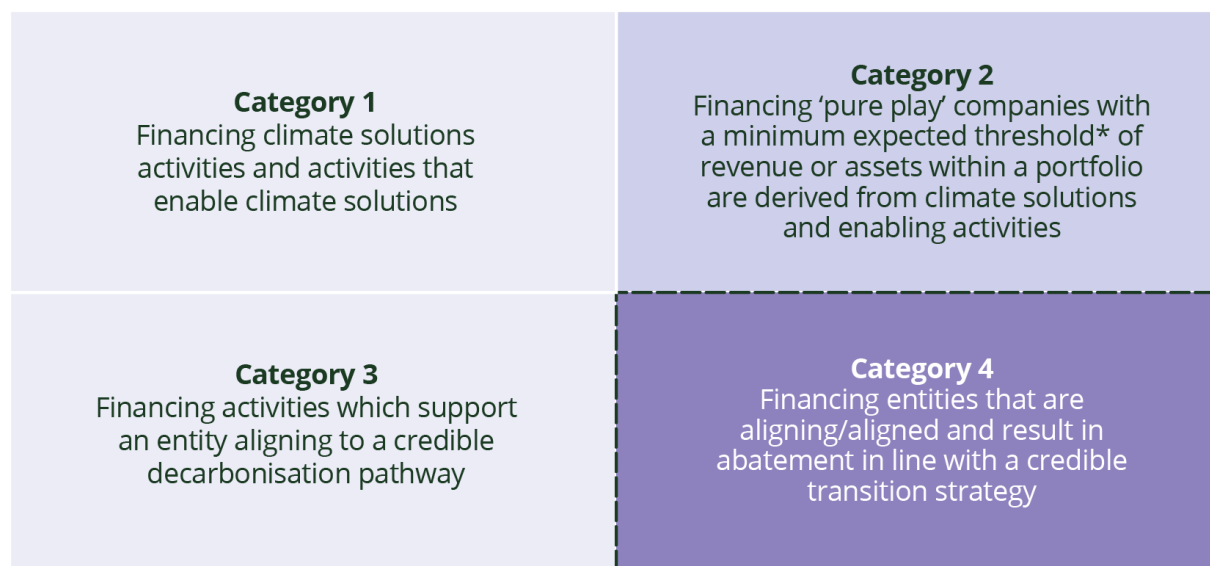 Category 1
Financing climate solutions
activities and activities that
enable climate solutions
Category 2
Financing ‘pure play’ companies with
a minimum expected threshold* of
revenue or assets within a portfolio
are derived from climate solutions
and enabling activities
Category 3
Financing activities which support
an entity aligning to a credible
decarbonisation pathway
Category 4
Financing entities that are
aligning/aligned and result in
abatement in line with a credible
transition strategy